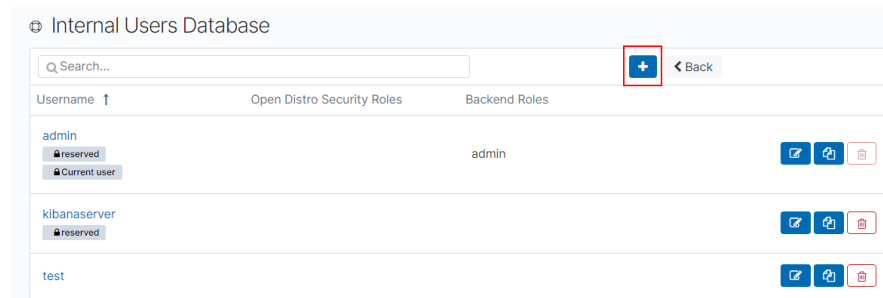 Internal Users Database
Search...
Back
Username Open Distro Security Roles Backend Roles
admin
reserved
Current user
admin
kibanaserver
reserved
test